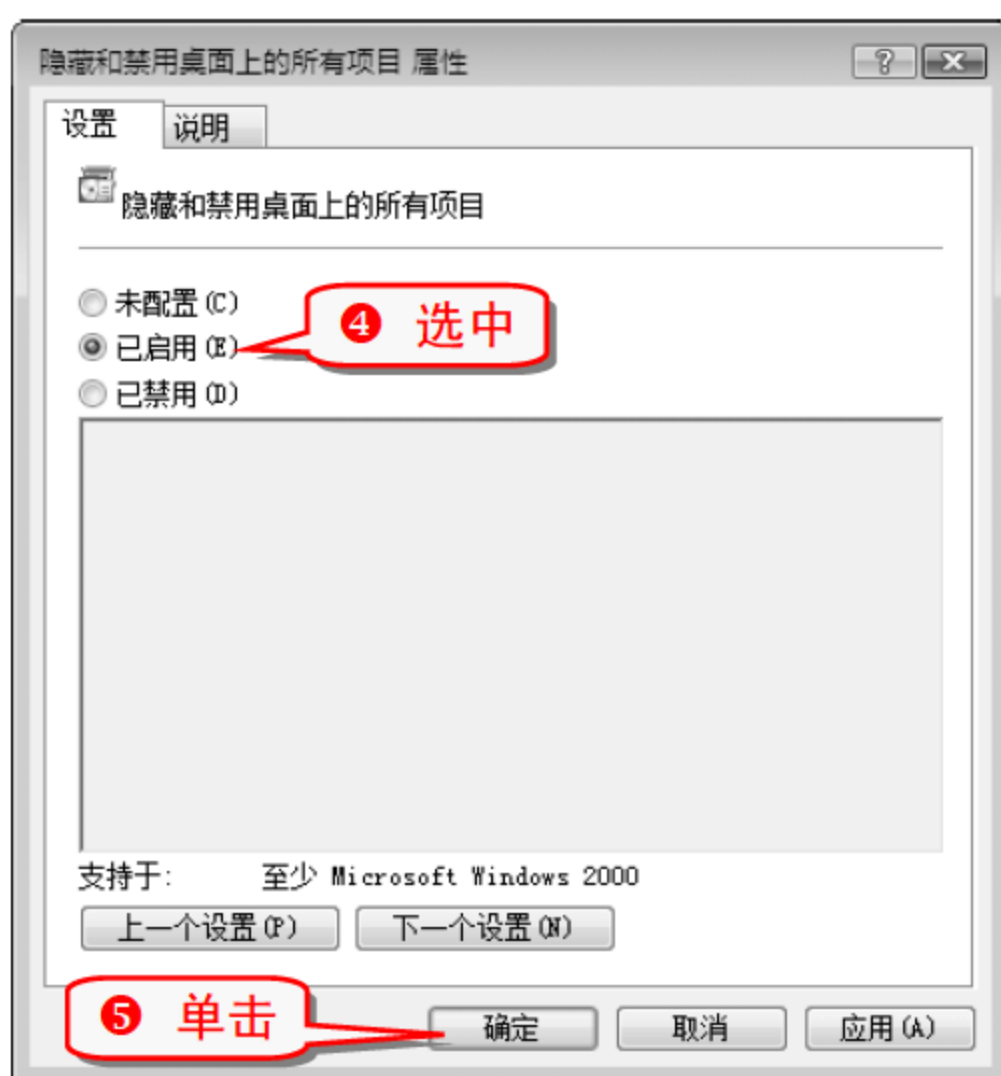 隐藏和禁用桌面上的所有项目 属性
设置 说明
隐藏和禁用桌面上的所有项目
未配置(C)
❹ 选中
已启用(E)
已禁用(D)
支持于: 至少 Microsoft Windows 2000
上一个设置(P) 下一个设置(N)
❺ 单击
确定 取消 应用(A)